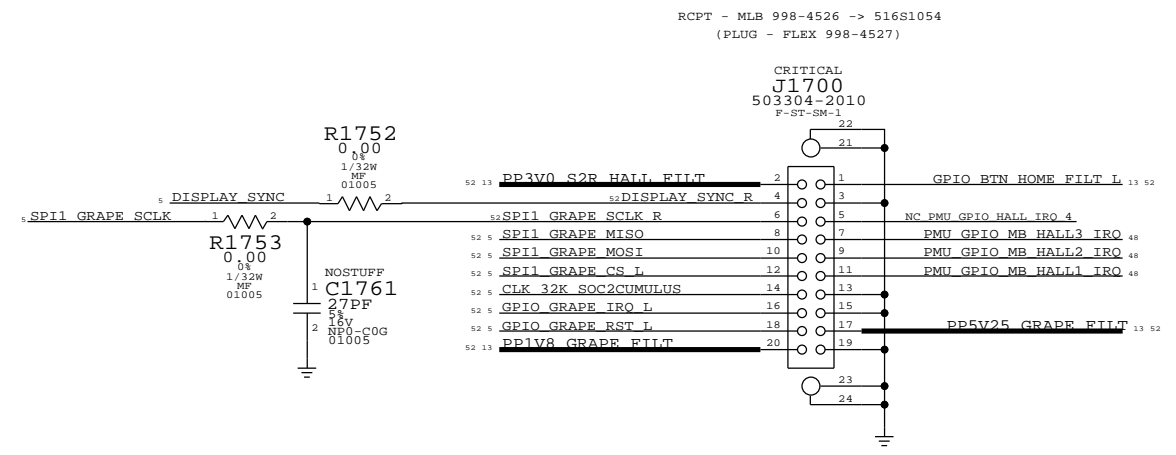 RCPT - MLB 998-4526 -> 516S1054
(PLUG - FLEX 998-4527)
CRITICAL
J1700
503304-2010
F-ST-SM-1
22
21
R1752
0.00
0%
1/32W
MF
01005
52 13 PP3V0_S2R_HALL_FILT 2 1 GPIO_BTN_HOME_FILT_L 13 52
5 DISPLAY_SYNC 1 2 52 DISPLAY_SYNC_R 4 3
5 SPI1_GRAPE_SCLK 1 2 52 SPI1_GRAPE_SCLK_R 6 5 NC_PMU_GPIO_HALL_IRQ_4
52 5 SPI1_GRAPE_MISO 8 7 PMU_GPIO_MB_HALL3_IRQ 48
52 5 SPI1_GRAPE_MOSI 10 9 PMU_GPIO_MB_HALL2_IRQ 48
52 5 SPI1_GRAPE_CS_L 12 11 PMU_GPIO_MB_HALL1_IRQ 48
52 5 CLK_32K_SOC2CUMULUS 14 13
52 5 GPIO_GRAPE_IRQ_L 16 15
52 5 GPIO_GRAPE_RST_L 18 17 PP5V25_GRAPE_FILT 13 52
52 13 PP1V8_GRAPE_FILT 20 19
R1753
0.00
0%
1/32W
MF
01005
NOSTUFF
1 C1761
27PF
5%
2 16V
NP0-C0G
01005
23
24